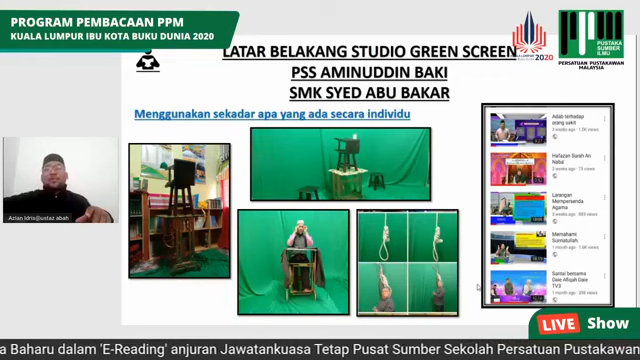 PROGRAM PEMBACAAN PPM
KUALA LUMPUR IBU KOTA BUKU DUNIA 2020
2020
PUSTAKA
SUMBER
ILMU
PERSATUAN PUSTAKAWAN
MALAYSIA
LATAR BELAKANG STUDIO GREEN SCREEN
PSS AMINUDDIN BAKI
SMK SYED ABU BAKAR
Menggunakan sekadar apa yang ada secara individu
Azlan.Idris@ustaz abah
Adab terhadap
orang sakit
Hafazan Surah An
Larangan
Mempersenda
Agama
Memahami
Sunnatullah
Santai bersama
Daie Afiqah Daie
TV3
LIVE Show
a Baharu dalam 'E-Reading' anjuran Jawatankuasa Tetap Pusat Sumber Sekolah Persatuan Pustakawan